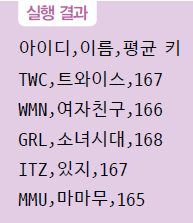 실행 결과
아이디,이름,평균 키
TWC,트와이스,167
WMN,여자친구,166
GRL,소녀시대,168
ITZ,있지,167
MMU,마마무,165